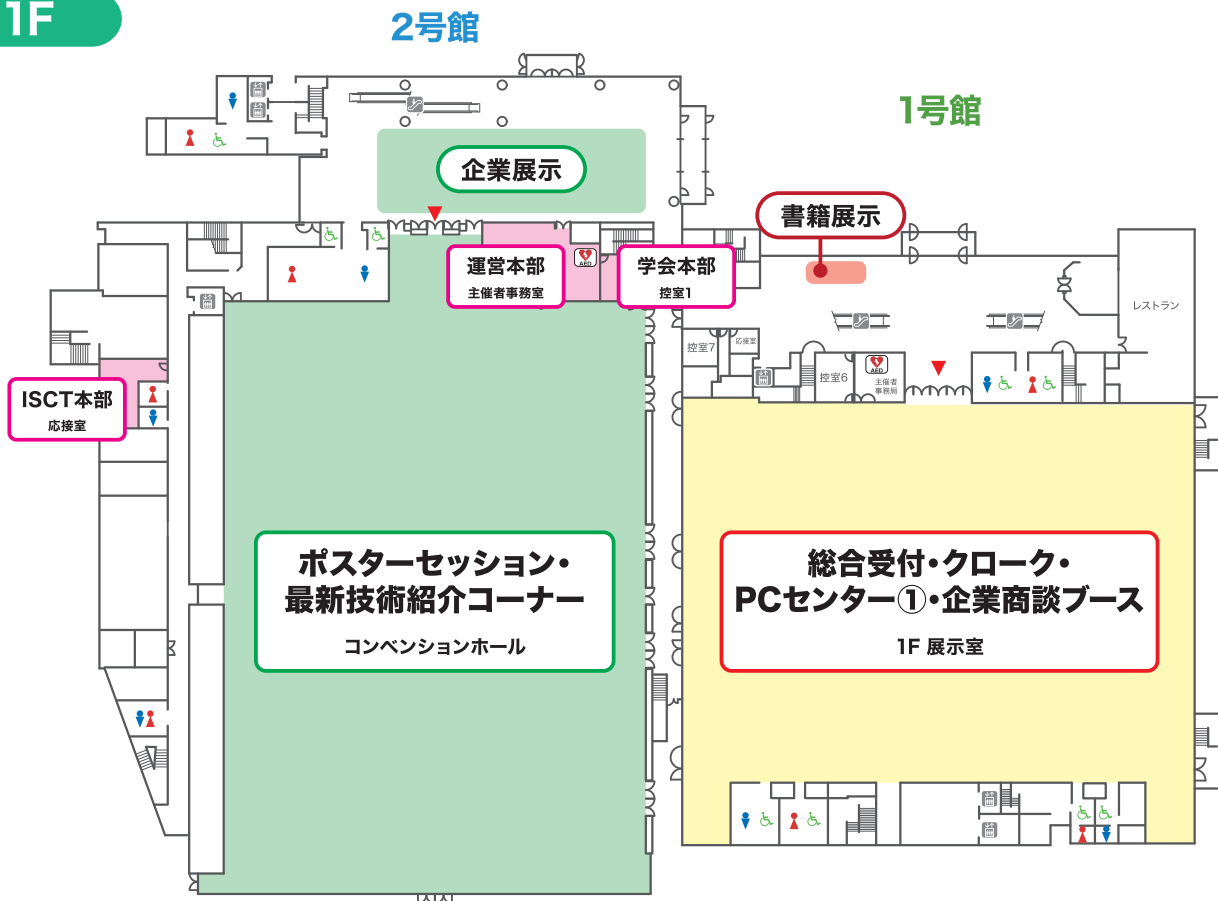 1F
2号館
1号館
企業展示
書籍展示
運営本部
主催者事務室
AED
学会本部
控室1
レストラン
控室7
応接室
控室6
AED
主催者
事務局
ISCT本部
応接室
ポスターセッション・
最新技術紹介コーナー
コンベンションホール
総合受付・クローク・
PCセンター①・企業商談ブース
1F 展示室